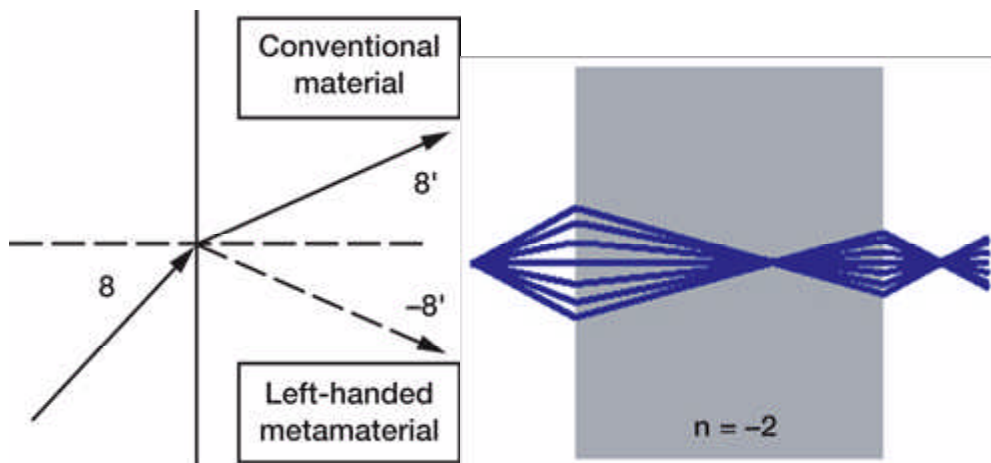 Conventional
material
8'
8
–8'
Left-handed
metamaterial
n = –2